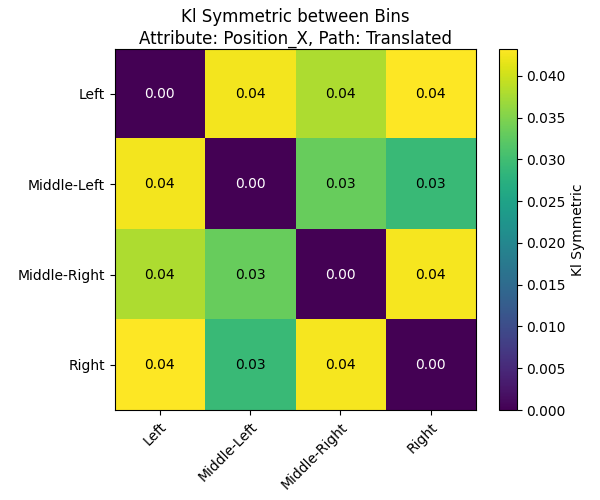 Kl Symmetric between Bins
Attribute: Position_X, Path: Translated
Left 0.00 0.04 0.04 0.04
Middle-Left 0.04 0.00 0.03 0.03
Middle-Right 0.04 0.03 0.00 0.04
Right 0.04 0.03 0.04 0.00
Left Middle-Left Middle-Right Right
0.040
0.035
0.030
0.025
0.020
0.015
0.010
0.005
0.000
Kl Symmetric